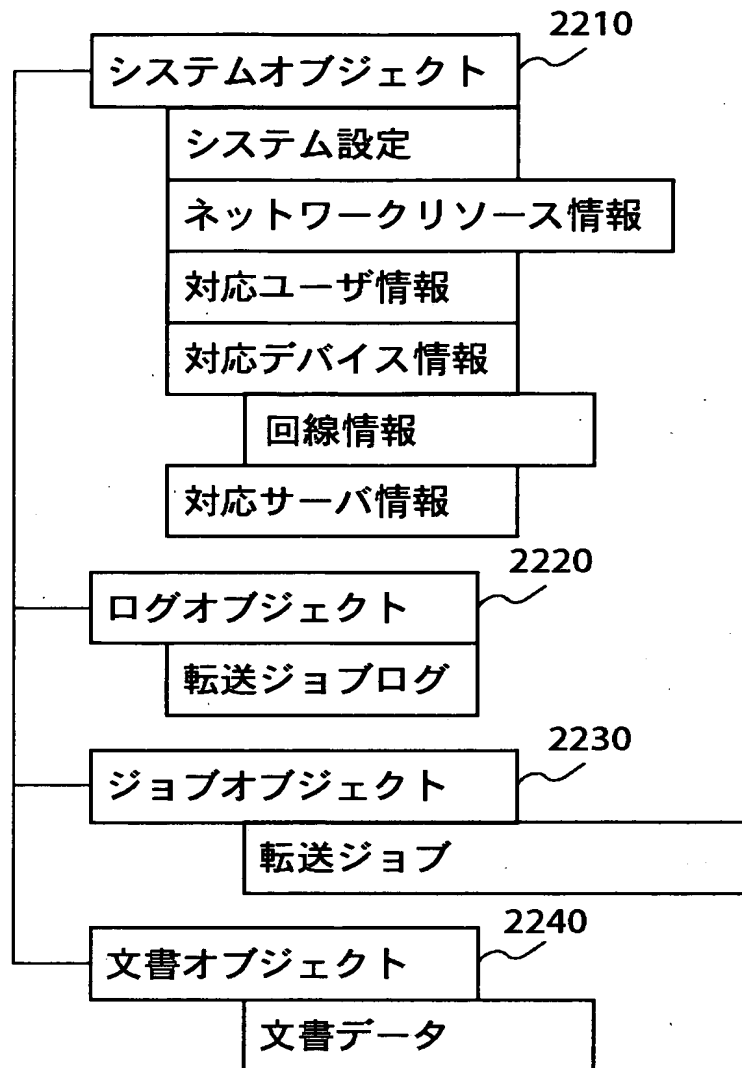 2210
システムオブジェクト
システム設定
ネットワークリソース情報
対応ユーザ情報
対応デバイス情報
回線情報
対応サーバ情報
2220
ログオブジェクト
転送ジョブログ
2230
ジョブオブジェクト
転送ジョブ
2240
文書オブジェクト
文書データ